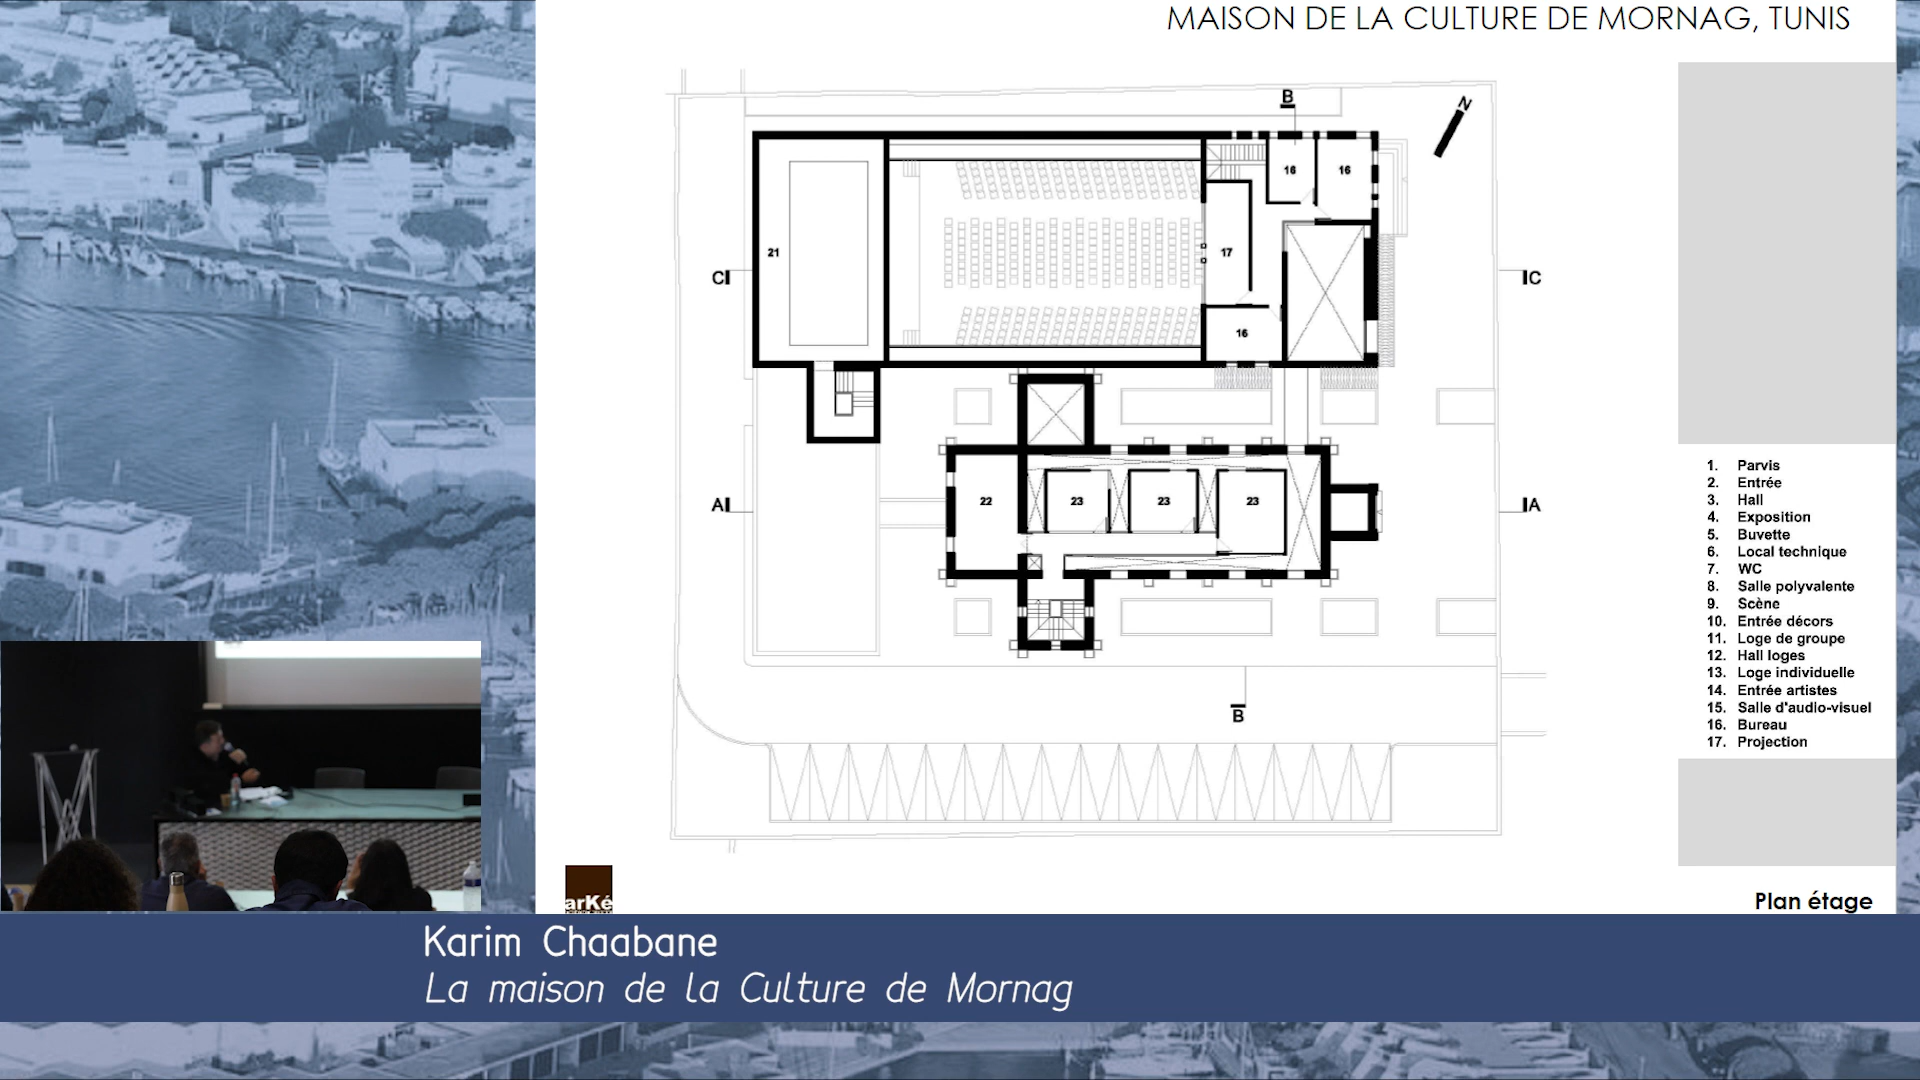 MAISON DE LA CULTURE DE MORNAG, TUNIS
B
N
16
16
21
17
CI
IC
16
22
23
23
23
AI
IA
B
1. Parvis
2. Entrée
3. Hall
4. Exposition
5. Buvette
6. Local technique
7. WC
8. Salle polyvalente
9. Scène
10. Entrée décors
11. Loge de groupe
12. Hall loges
13. Loge individuelle
14. Entrée artistes
15. Salle d'audio-visuel
16. Bureau
17. Projection
arKé
Plan étage
Karim Chaabane
La maison de la Culture de Mornag